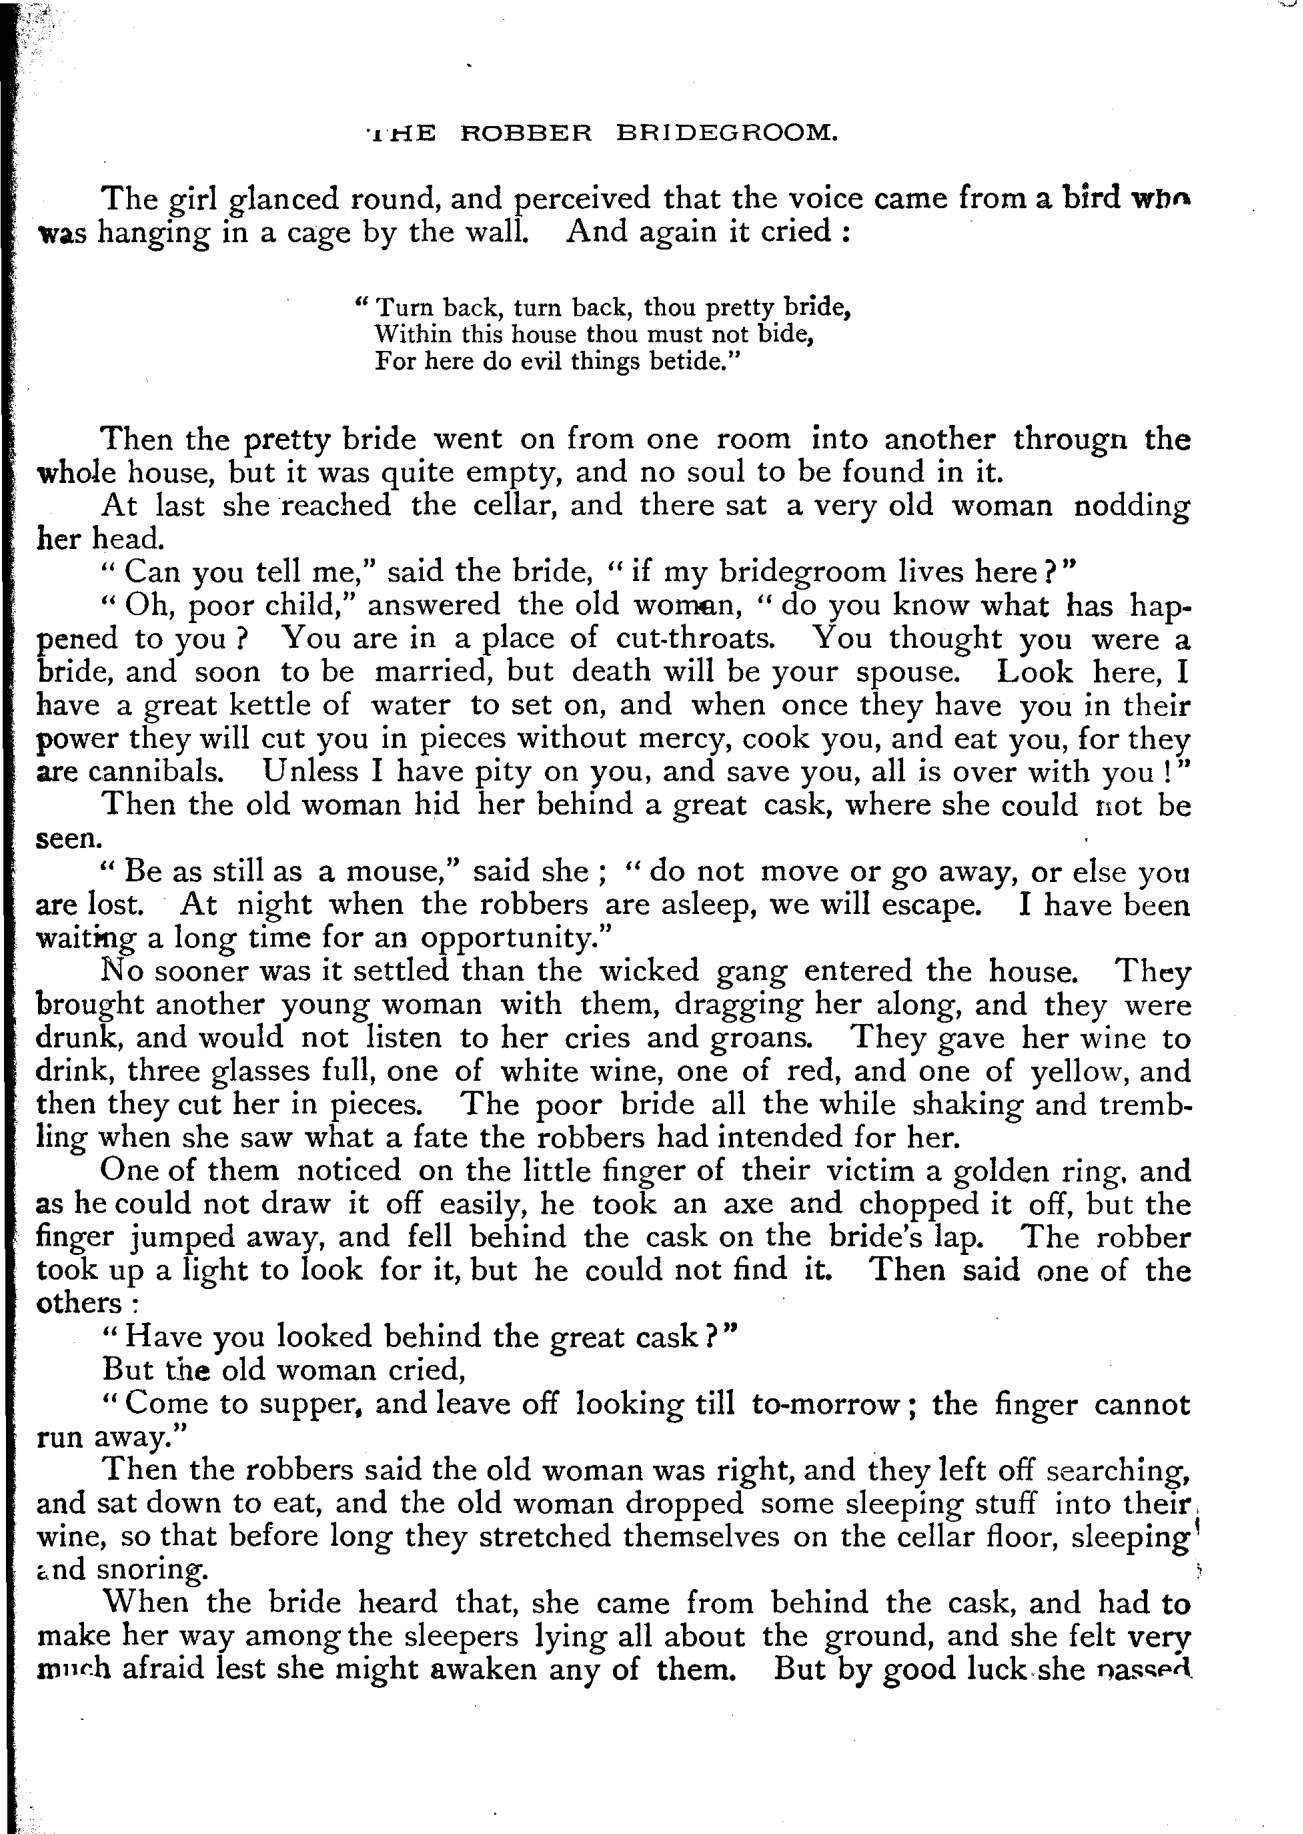 THE ROBBER BRIDEGROOM.
The girl glanced round, and perceived that the voice came from a bird who
was hanging in a cage by the wall. And again it cried :
“ Turn back, turn back, thou pretty bride,
Within this house thou must not bide,
For here do evil things betide.”
Then the pretty bride went on from one room into another through the
whole house, but it was quite empty, and no soul to be found in it.
At last she reached the cellar, and there sat a very old woman nodding
her head.
“ Can you tell me,” said the bride, “ if my bridegroom lives here ? ”
“ Oh, poor child,” answered the old woman, “ do you know what has hap-
pened to you ? You are in a place of cut-throats. You thought you were a
bride, and soon to be married, but death will be your spouse. Look here, I
have a great kettle of water to set on, and when once they have you in their
power they will cut you in pieces without mercy, cook you, and eat you, for they
are cannibals. Unless I have pity on you, and save you, all is over with you ! ”
Then the old woman hid her behind a great cask, where she could not be
seen.
“ Be as still as a mouse,” said she ; “ do not move or go away, or else you
are lost. At night when the robbers are asleep, we will escape. I have been
waiting a long time for an opportunity.”
No sooner was it settled than the wicked gang entered the house. They
brought another young woman with them, dragging her along, and they were
drunk, and would not listen to her cries and groans. They gave her wine to
drink, three glasses full, one of white wine, one of red, and one of yellow, and
then they cut her in pieces. The poor bride all the while shaking and tremb-
ling when she saw what a fate the robbers had intended for her.
One of them noticed on the little finger of their victim a golden ring, and
as he could not draw it off easily, he took an axe and chopped it off, but the
finger jumped away, and fell behind the cask on the bride's lap. The robber
took up a light to look for it, but he could not find it. Then said one of the
others :
“ Have you looked behind the great cask ? ”
But the old woman cried,
“ Come to supper, and leave off looking till to-morrow ; the finger cannot
run away.”
Then the robbers said the old woman was right, and they left off searching,
and sat down to eat, and the old woman dropped some sleeping stuff into their
wine, so that before long they stretched themselves on the cellar floor, sleeping
and snoring.
When the bride heard that, she came from behind the cask, and had to
make her way among the sleepers lying all about the ground, and she felt very
much afraid lest she might awaken any of them. But by good luck she passed